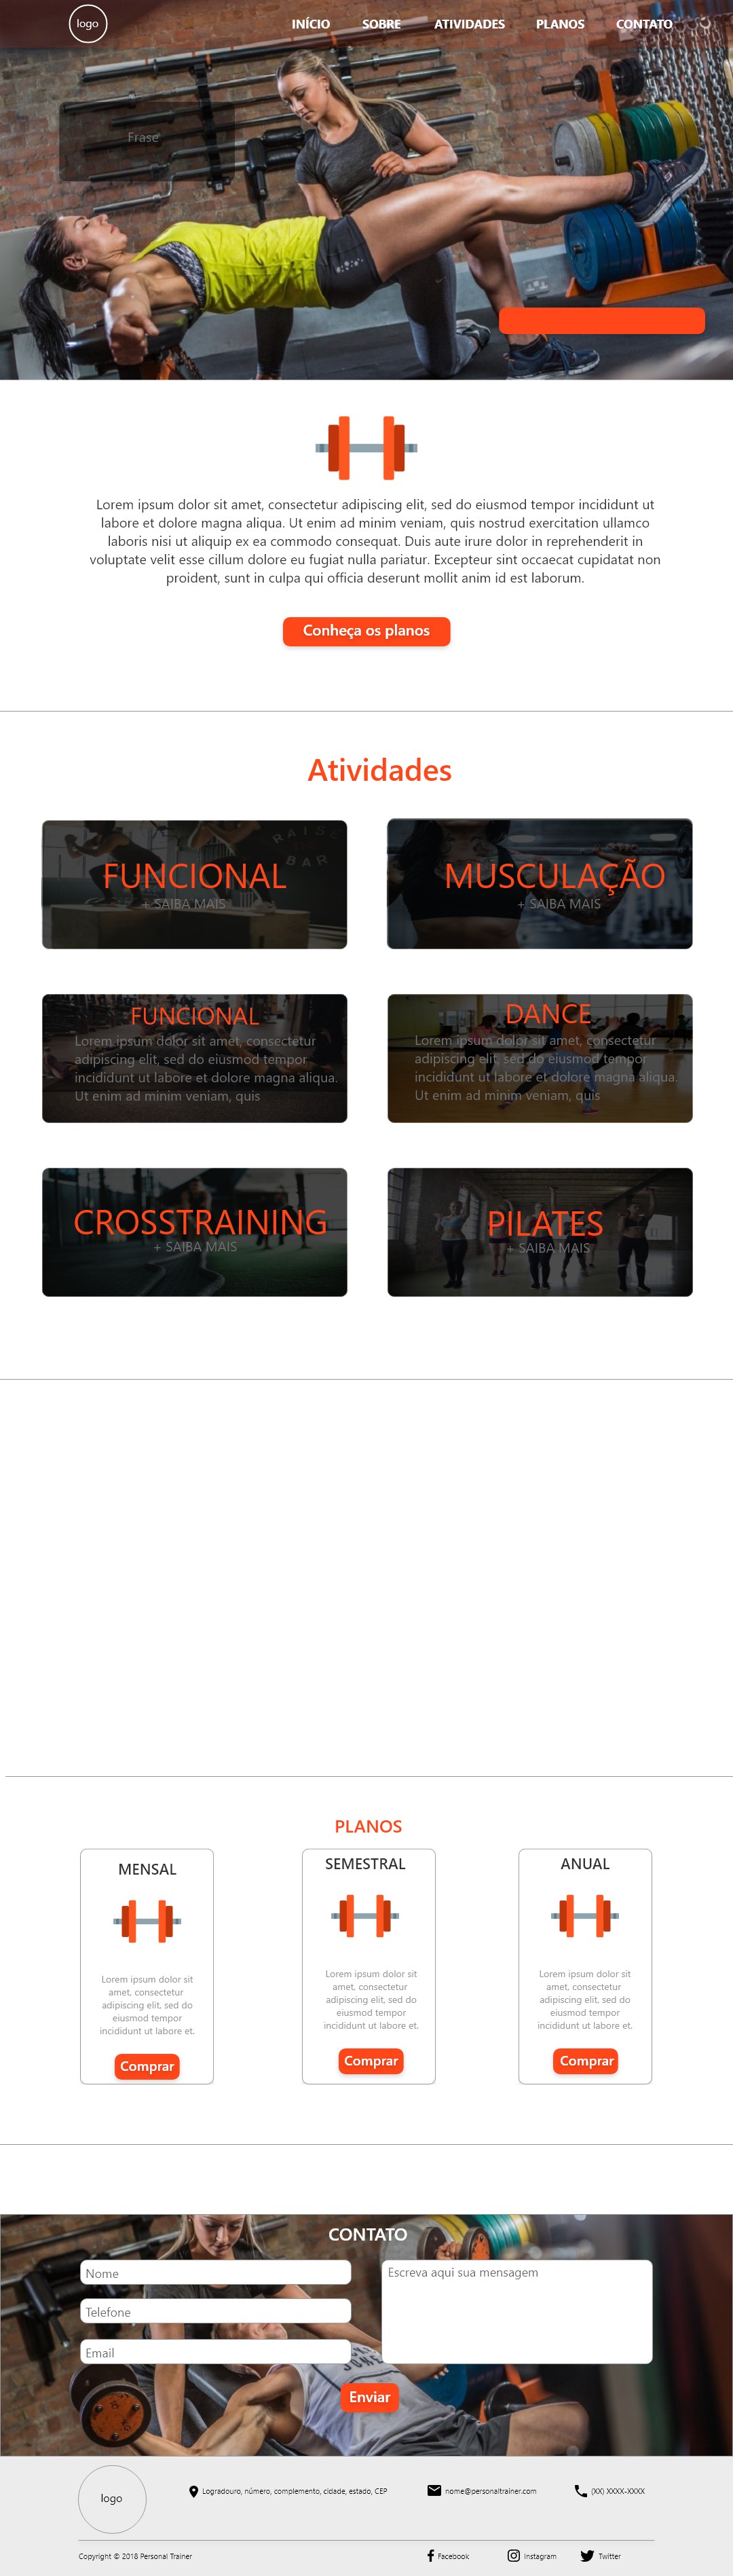 logo
INÍCIO SOBRE ATIVIDADES PLANOS CONTATO
Frase
Lorem ipsum dolor sit amet, consectetur adipiscing elit, sed do eiusmod tempor incididunt ut
labore et dolore magna aliqua. Ut enim ad minim veniam, quis nostrud exercitation ullamco
laboris nisi ut aliquip ex ea commodo consequat. Duis aute irure dolor in reprehenderit in
voluptate velit esse cillum dolore eu fugiat nulla pariatur. Excepteur sint occaecat cupidatat non
proident, sunt in culpa qui officia deserunt mollit anim id est laborum.
Conheça os planos
Atividades
RAISE
BAR
FUNCIONAL
+ SAIBA MAIS
MUSCULAÇÃO
+ SAIBA MAIS
FUNCIONAL
Lorem ipsum dolor sit amet, consectetur
adipiscing elit, sed do eiusmod tempor
incididunt ut labore et dolore magna aliqua.
Ut enim ad minim veniam, quis
DANCE
Lorem ipsum dolor sit amet, consectetur
adipiscing elit, sed do eiusmod tempor
incididunt ut labore et dolore magna aliqua.
Ut enim ad minim veniam, quis
CROSSTRAINING
+ SAIBA MAIS
PILATES
+ SAIBA MAIS
PLANOS
MENSAL
Lorem ipsum dolor sit
amet, consectetur
adipiscing elit, sed do
eiusmod tempor
incididunt ut labore et.
Comprar
SEMESTRAL
Lorem ipsum dolor sit
amet, consectetur
adipiscing elit, sed do
eiusmod tempor
incididunt ut labore et.
Comprar
ANUAL
Lorem ipsum dolor sit
amet, consectetur
adipiscing elit, sed do
eiusmod tempor
incididunt ut labore et.
Comprar
CONTATO
Nome
Telefone
Email
Escreva aqui sua mensagem
Enviar
logo
Logradouro, número, complemento, cidade, estado, CEP
nome@personaltrainer.com
(XX) XXXX-XXXX
Copyright © 2018 Personal Trainer
Facebook
Instagram
Twitter